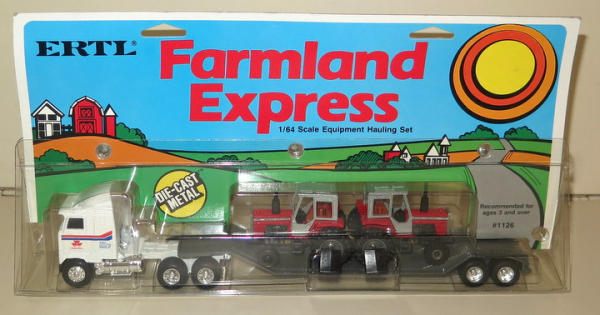 ERTL®
Farmland
Express
1/64 Scale Equipment Hauling Set
DIE-CAST
METAL
Recommended for
ages 3 and over
#1126